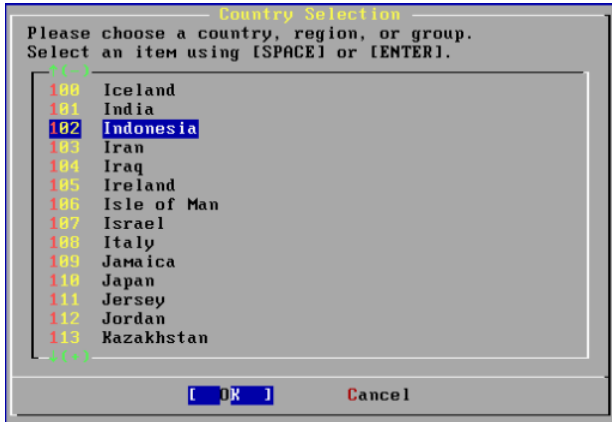 Country Selection
Please choose a country, region, or group.
Select an item using [SPACE] or [ENTER].
↑(-)
100 Iceland
101 India
102 Indonesia
103 Iran
104 Iraq
105 Ireland
106 Isle of Man
107 Israel
108 Italy
109 Jamaica
110 Japan
111 Jersey
112 Jordan
113 Kazakhstan
↓(+)
[ OK ] Cancel